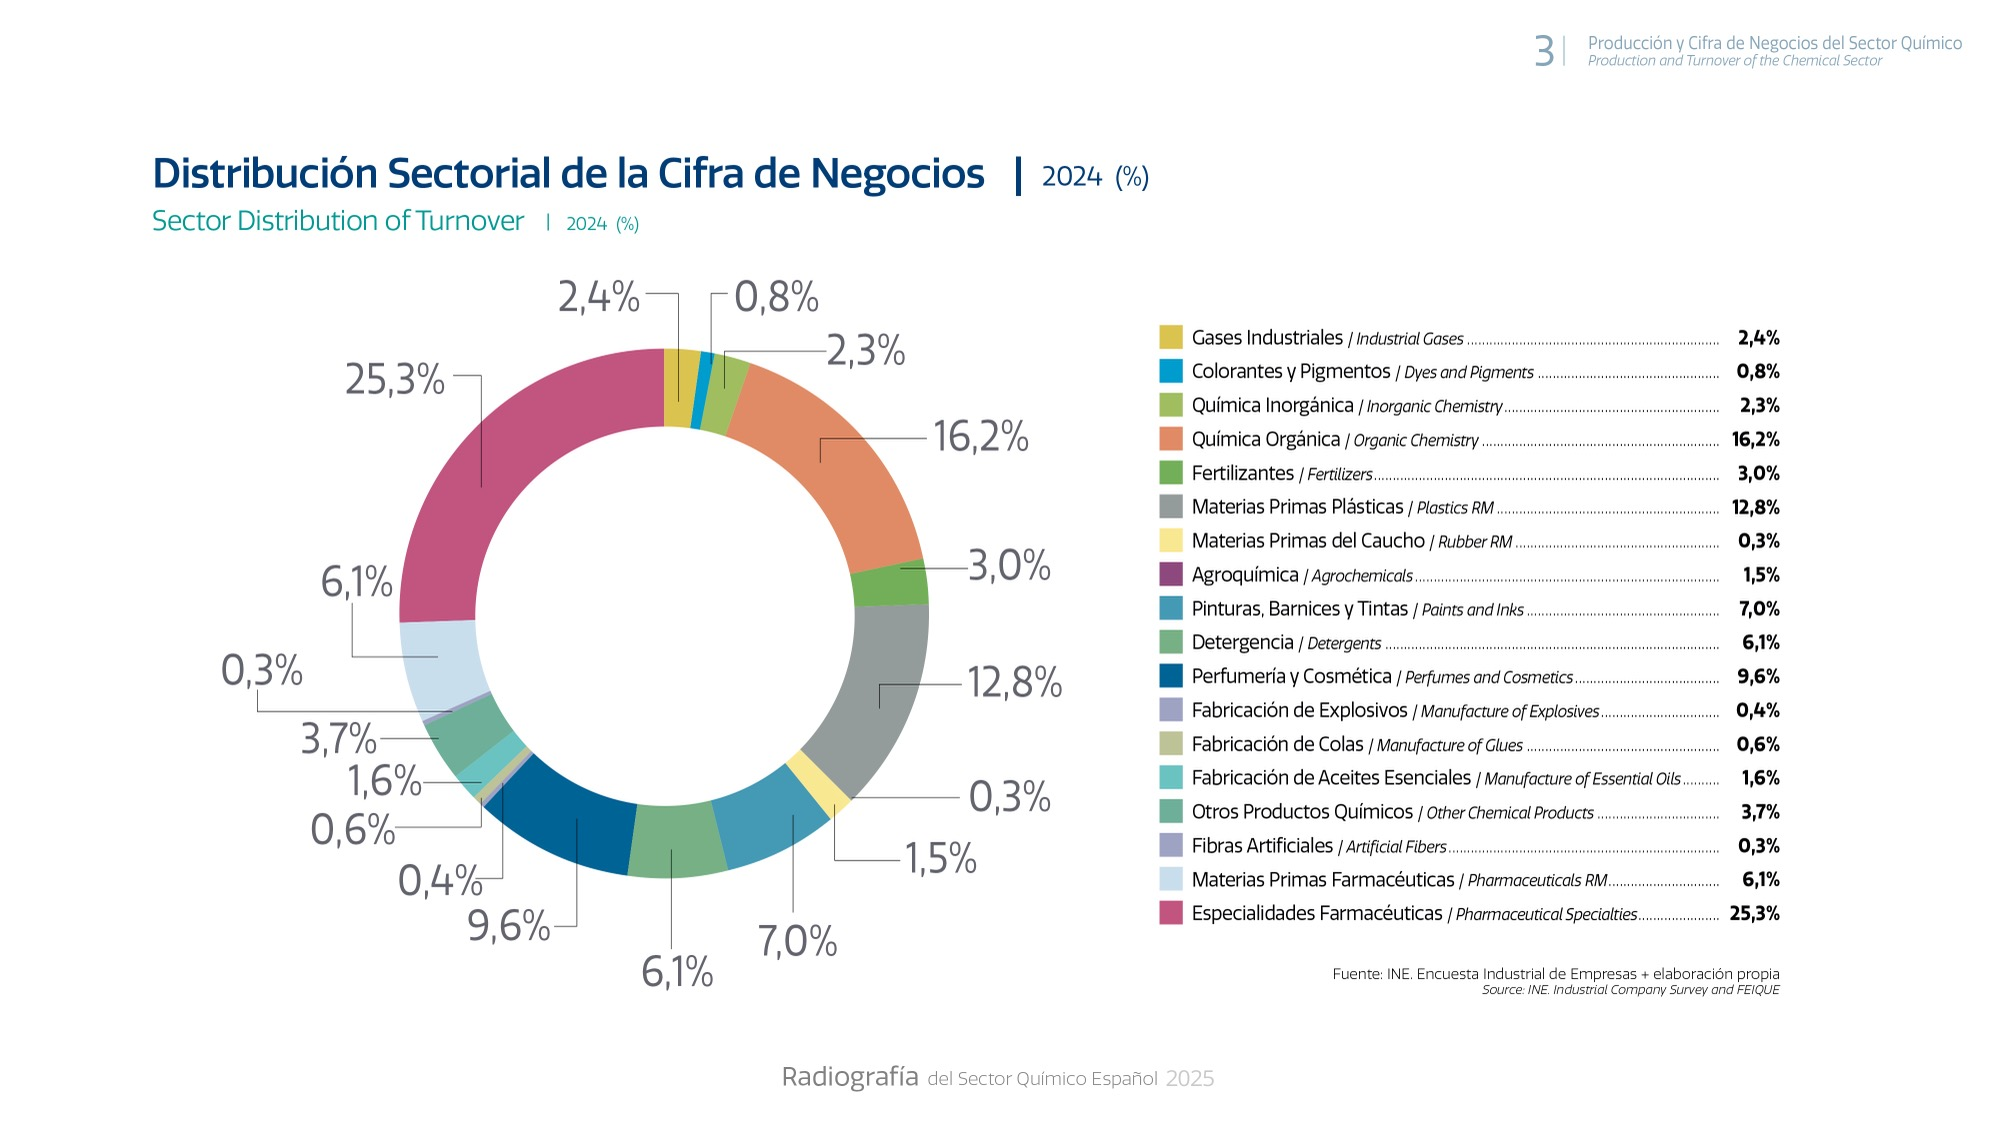 3 | Producción y Cifra de Negocios del Sector Químico
Production and Turnover of the Chemical Sector
Distribución Sectorial de la Cifra de Negocios | 2024 (%)
Sector Distribution of Turnover | 2024 (%)
2,4%
0,8%
2,3%
25,3%
16,2%
3,0%
6,1%
0,3%
12,8%
3,7%
1,6%
0,3%
0,6%
1,5%
0,4%
9,6%
7,0%
6,1%
Gases Industriales / Industrial Gases 2,4%
Colorantes y Pigmentos / Dyes and Pigments 0,8%
Química Inorgánica / Inorganic Chemistry 2,3%
Química Orgánica / Organic Chemistry 16,2%
Fertilizantes / Fertilizers 3,0%
Materias Primas Plásticas / Plastics RM 12,8%
Materias Primas del Caucho / Rubber RM 0,3%
Agroquímica / Agrochemicals 1,5%
Pinturas, Barnices y Tintas / Paints and Inks 7,0%
Detergencia / Detergents 6,1%
Perfumería y Cosmética / Perfumes and Cosmetics 9,6%
Fabricación de Explosivos / Manufacture of Explosives 0,4%
Fabricación de Colas / Manufacture of Glues 0,6%
Fabricación de Aceites Esenciales / Manufacture of Essential Oils 1,6%
Otros Productos Químicos / Other Chemical Products 3,7%
Fibras Artificiales / Artificial Fibers 0,3%
Materias Primas Farmacéuticas / Pharmaceuticals RM 6,1%
Especialidades Farmacéuticas / Pharmaceutical Specialties 25,3%
Fuente: INE. Encuesta Industrial de Empresas + elaboración propia
Source: INE. Industrial Company Survey and FEIQUE
Radiografía del Sector Químico Español 2025